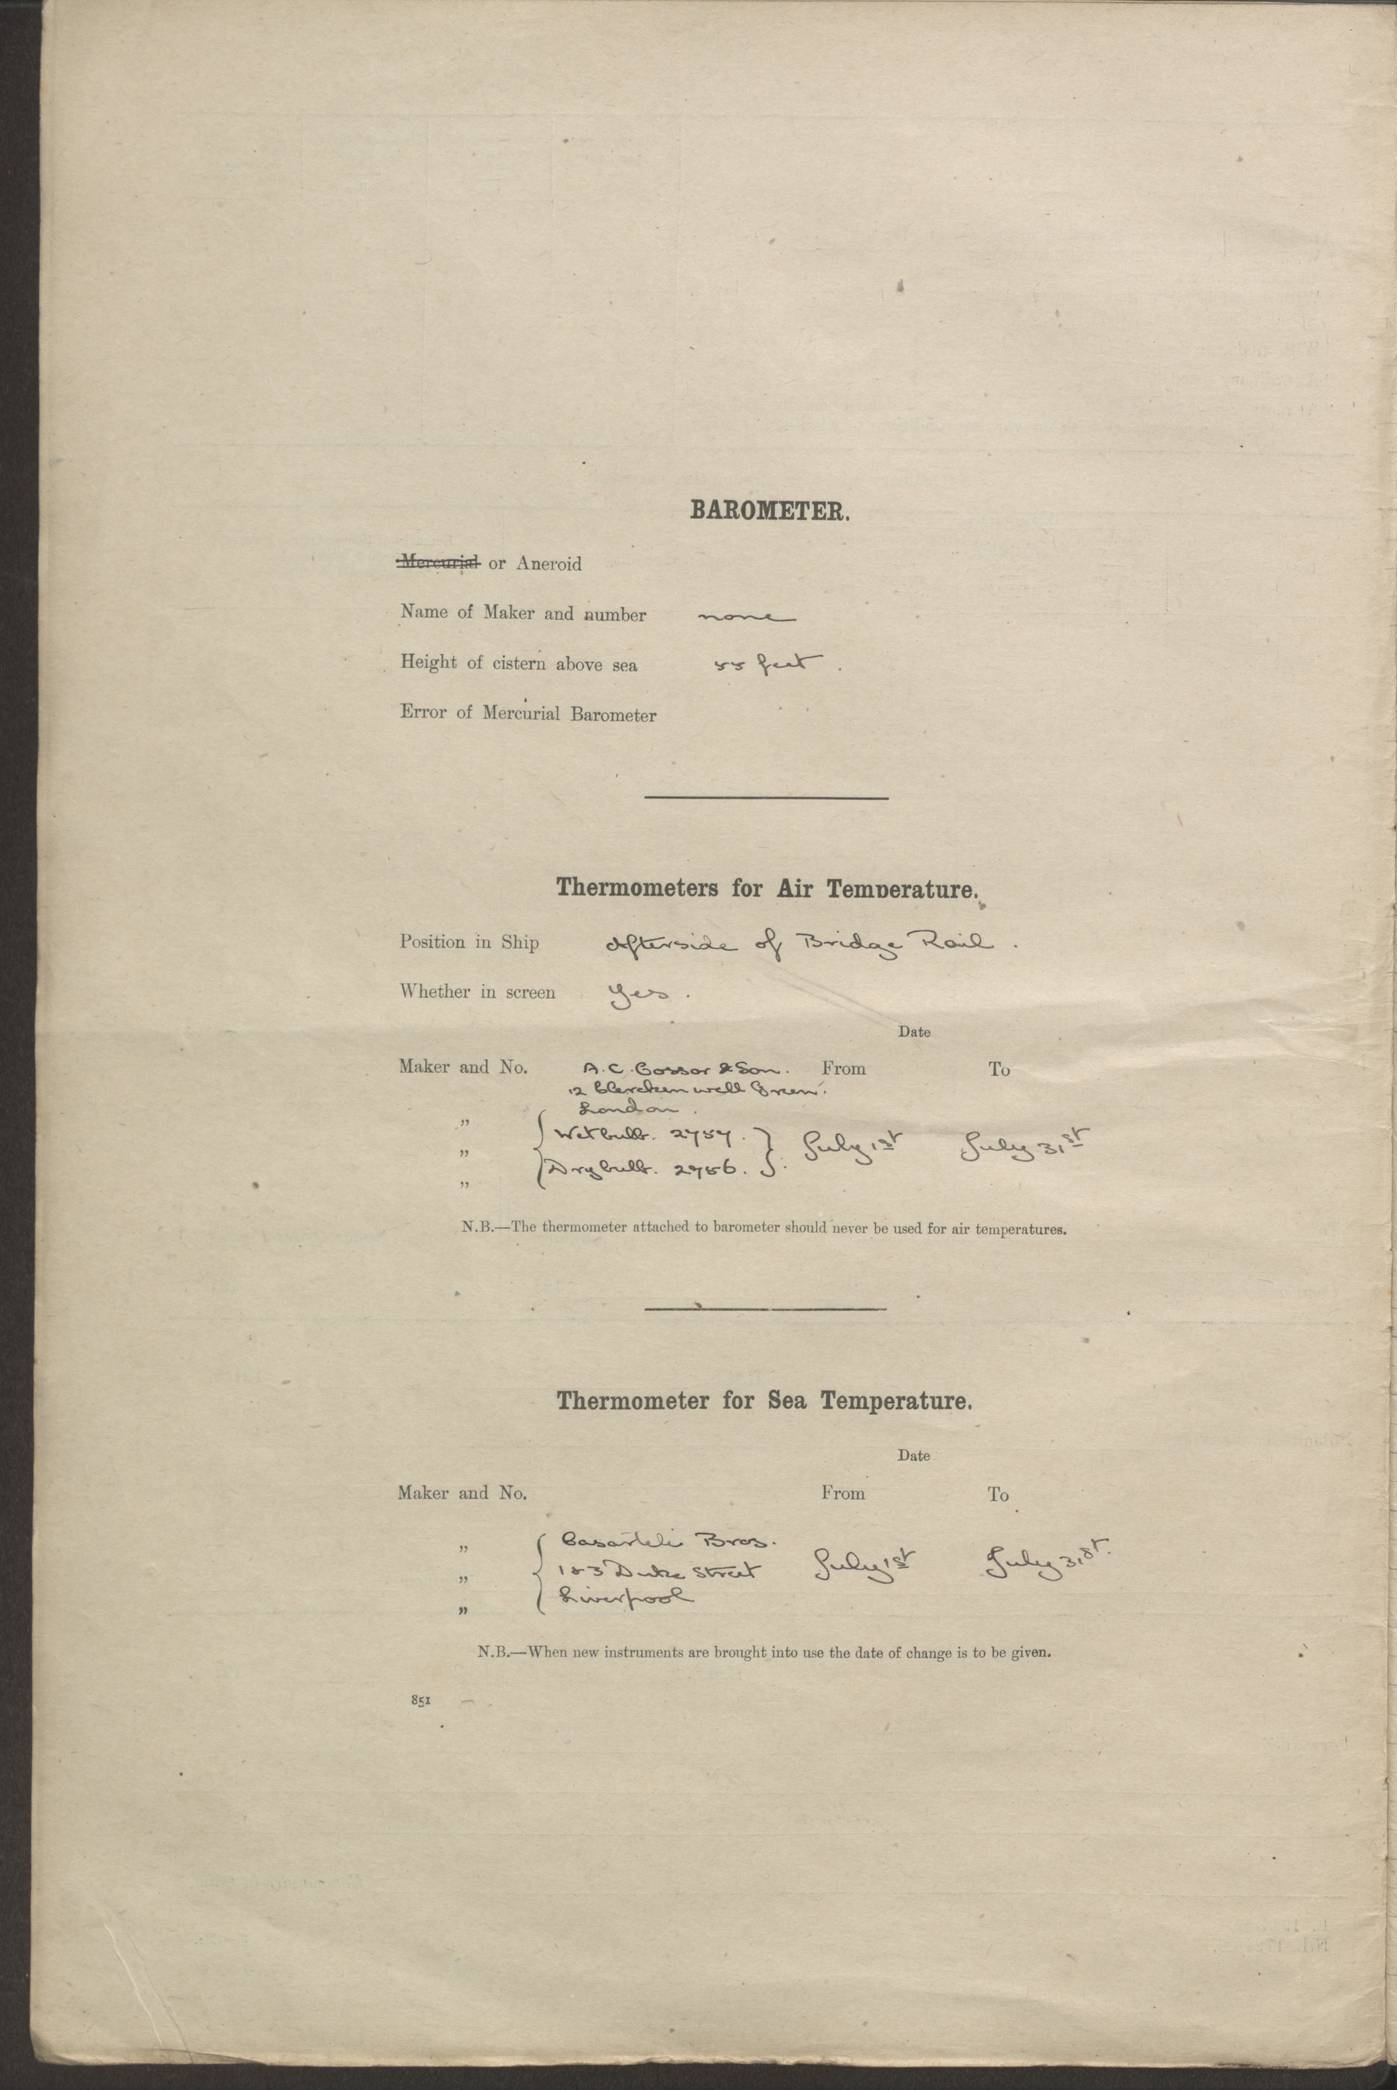 BAROMETER.
Mercurial or Aneroid
Name of Maker and number none
Height of cistern above sea 55 feet.
Error of Mercurial Barometer
Thermometers for Air Temperature.
Position in Ship Afterside of Bridge Rail.
Whether in screen Yes.
Date
Maker and No. A.C. Cossor & Son. From To
12 Clerkenwell Green.
London.
„ Wet bulb. 2757.
„ July 1st July 31st
„ Dry bulb. 2756.
N.B.—The thermometer attached to barometer should never be used for air temperatures.
Thermometer for Sea Temperature.
Date
Maker and No. From To
„ Casartelli Bros.
„ 183 Duke Street July 1st July 31st.
„ Liverpool
N.B.—When new instruments are brought into use the date of change is to be given.
851